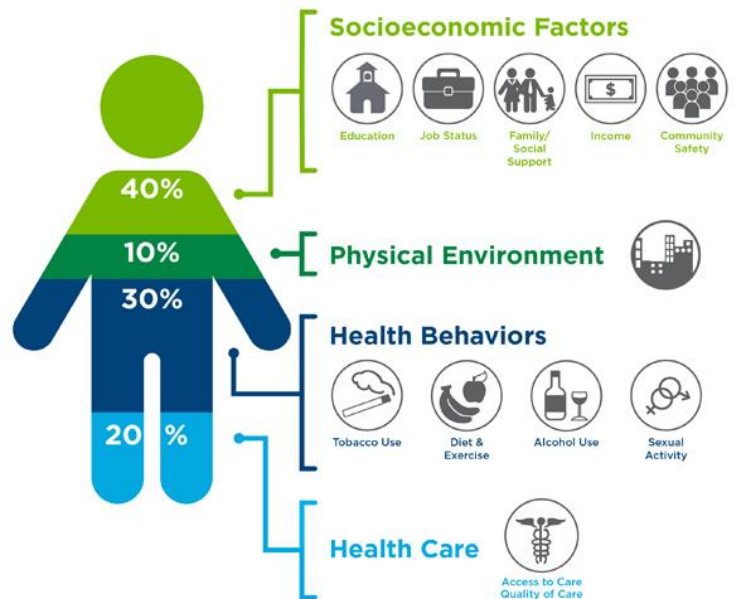 Socioeconomic Factors
Education
Job Status
Family/
Social
Support
Income
Community
Safety
40%
10%
Physical Environment
30%
Health Behaviors
Tobacco Use
Diet &
Exercise
Alcohol Use
Sexual
Activity
20 %
Health Care
Access to Care
Quality of Care
$